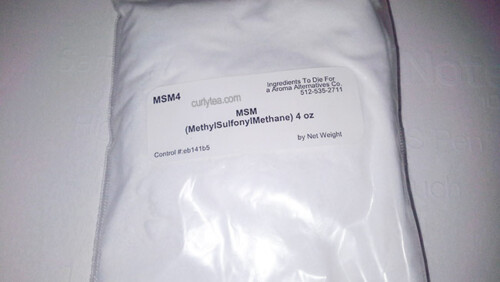 MSM4
curlytea.com
Ingredients To Die For
a Aroma Alternatives Co.
512-535-2711
MSM
(MethylSulfonylMethane) 4 oz
by Net Weight
Control #:eb141b5